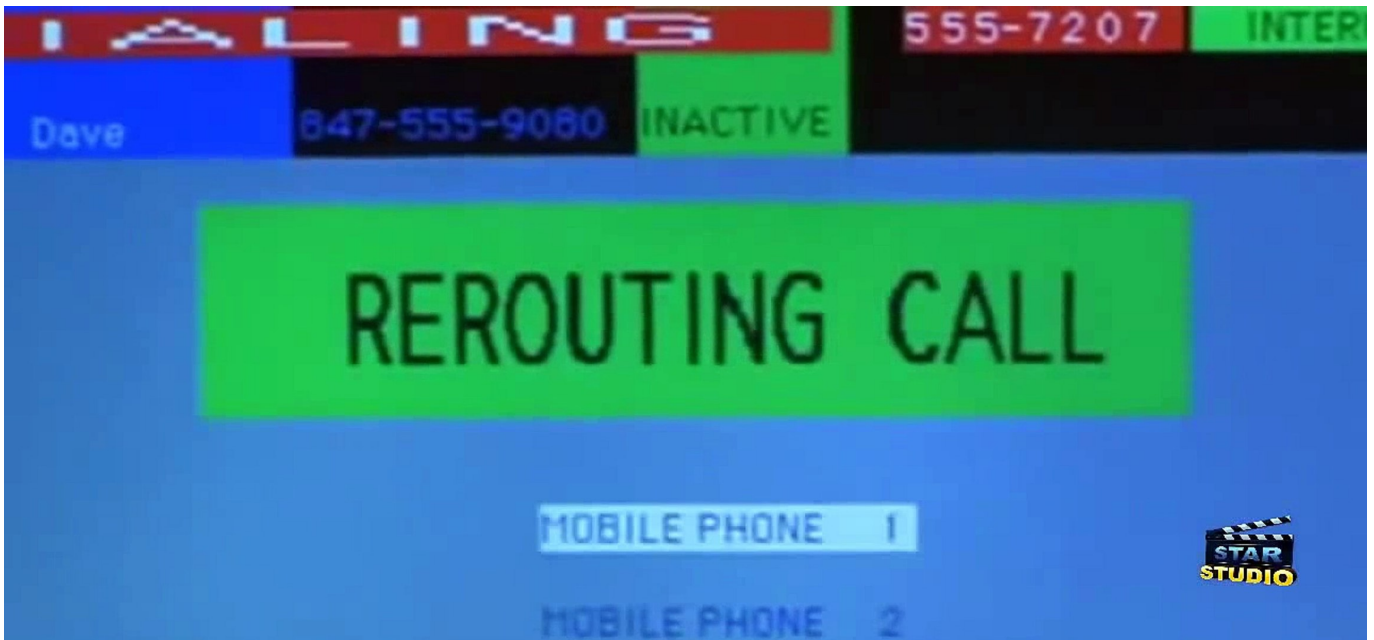 IALING 555-7207 INTER
Dave 847-555-9080 INACTIVE
REROUTING CALL
MOBILE PHONE 1
MOBILE PHONE 2
STAR
STUDIO